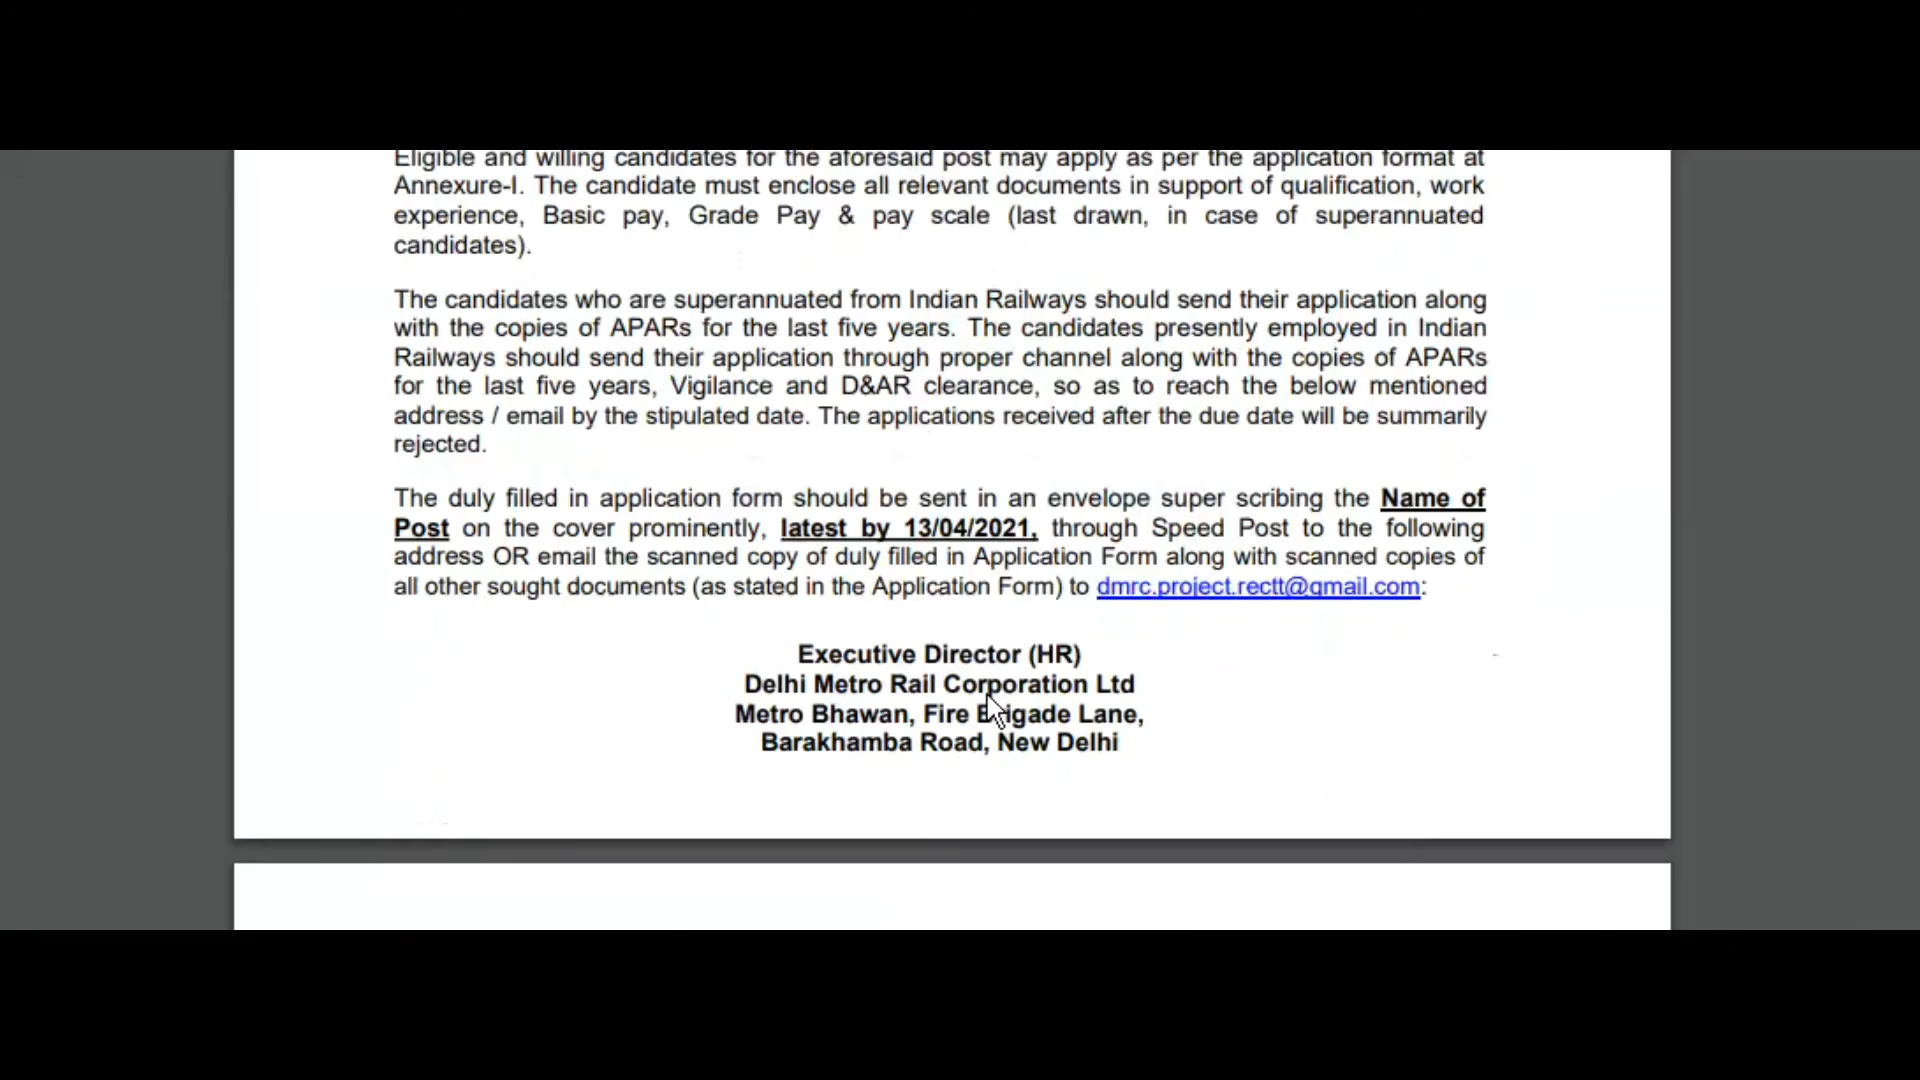 Eligible and willing candidates for the aforesaid post may apply as per the application format at
Annexure-I. The candidate must enclose all relevant documents in support of qualification, work
experience, Basic pay, Grade Pay & pay scale (last drawn, in case of superannuated
candidates).
The candidates who are superannuated from Indian Railways should send their application along
with the copies of APARs for the last five years. The candidates presently employed in Indian
Railways should send their application through proper channel along with the copies of APARs
for the last five years, Vigilance and D&AR clearance, so as to reach the below mentioned
address / email by the stipulated date. The applications received after the due date will be summarily
rejected.
The duly filled in application form should be sent in an envelope super scribing the Name of
Post on the cover prominently, latest by 13/04/2021, through Speed Post to the following
address OR email the scanned copy of duly filled in Application Form along with scanned copies of
all other sought documents (as stated in the Application Form) to dmrc.project.rectt@gmail.com:
Executive Director (HR)
Delhi Metro Rail Corporation Ltd
Metro Bhawan, Fire Brigade Lane,
Barakhamba Road, New Delhi